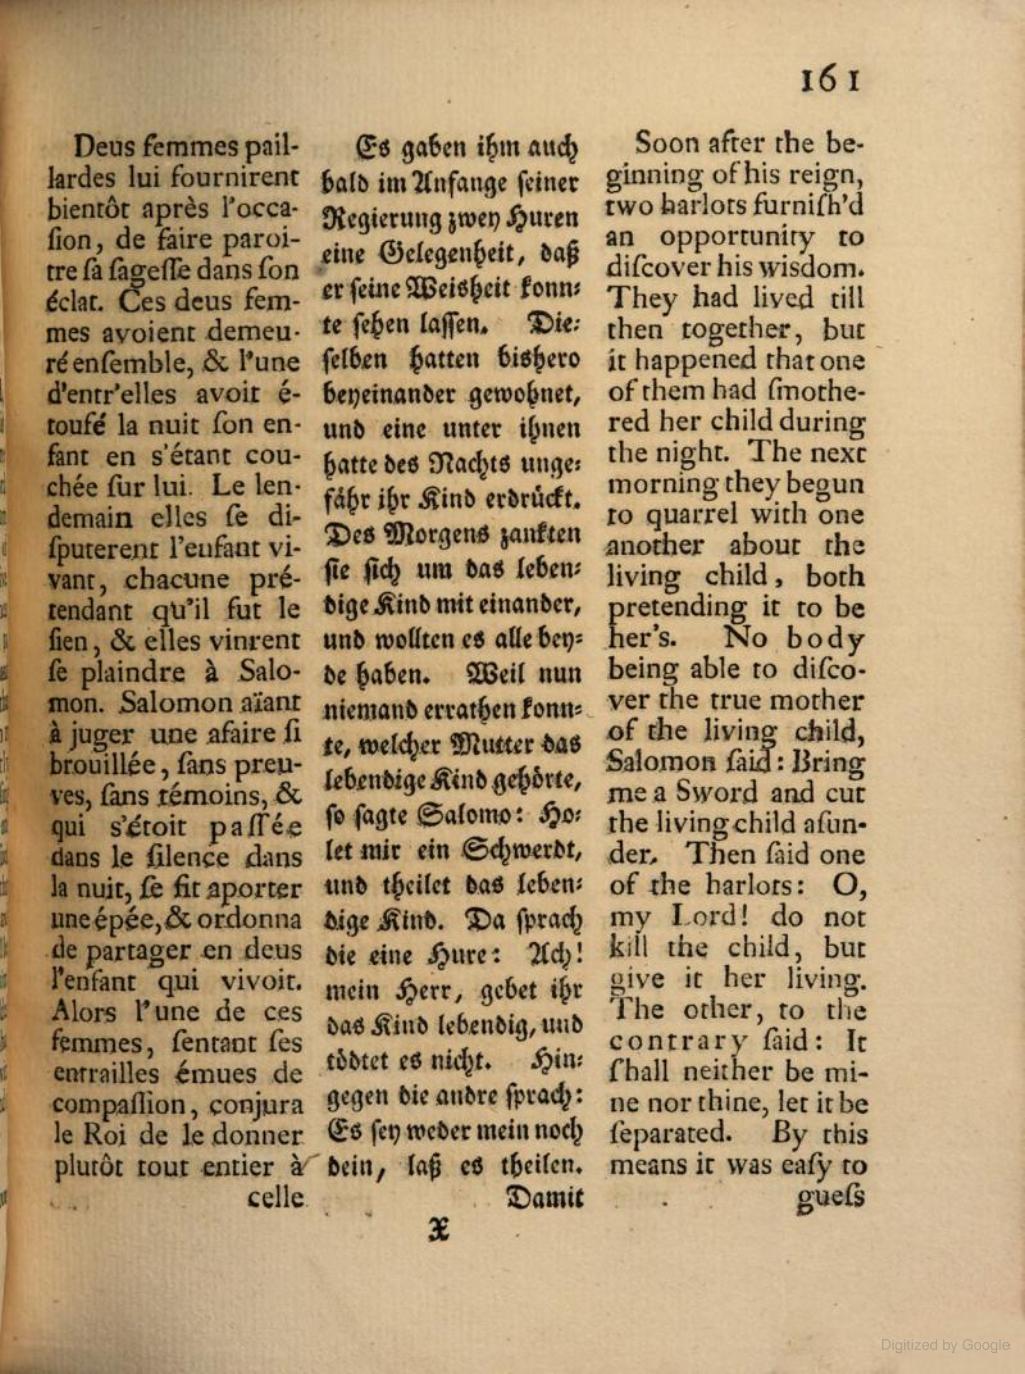 161
Deus femmes pail-
lardes lui fournirent
bientôt après l'occa-
ſion, de faire paroi-
tre ſa ſageſſe dans ſon
éclat. Ces deus fem-
mes avoient demeu-
ré enſemble, & l'une
d'entr'elles avoit é-
toufé la nuit ſon en-
fant en s'étant cou-
chée ſur lui. Le len-
demain elles ſe di-
ſputerent l'enfant vi-
vant, chacune pré-
tendant qu'il fut le
ſien, & elles vinrent
ſe plaindre à Salo-
mon. Salomon aïant
à juger une afaire ſi
brouillée, ſans preu-
ves, ſans témoins, &
qui s'étoit paſſée
dans le ſilence dans
la nuit, ſe fit aporter
une épée, & ordonna
de partager en deus
l'enfant qui vivoit.
Alors l'une de ces
femmes, ſentant ſes
entrailles émues de
compaſſion, conjura
le Roi de le donner
plutôt tout entier à
celle
Es gaben ihm auch
bald im Anfange ſeiner
Regierung zwey Huren
eine Gelegenheit, daß
er ſeine Weisheit konn⸗
te ſehen laſſen. Die⸗
ſelben hatten bishero
beyeinander gewohnet,
und eine unter ihnen
hatte des Nachts unge⸗
fähr ihr Kind erdrückt.
Des Morgens zankten
ſie ſich um das leben⸗
dige Kind mit einander,
und wollten es alle bey⸗
de haben. Weil nun
niemand errathen konn⸗
te, welcher Mutter das
lebendige Kind gehörte,
ſo ſagte Salomo: Ho⸗
let mir ein Schwerdt,
und theilet das leben⸗
dige Kind. Da ſprach
die eine Hure: Ach!
mein Herr, gebet ihr
das Kind lebendig, und
tödtet es nicht. Hin⸗
gegen die andre ſprach:
Es ſey weder mein noch
dein, laß es theilen.
Damit
X
Soon after the be-
ginning of his reign,
two harlots furniſh'd
an opportunity to
diſcover his wisdom.
They had lived till
then together, but
it happened that one
of them had ſmothe-
red her child during
the night. The next
morning they begun
to quarrel with one
another about the
living child, both
pretending it to be
her's. No body
being able to diſco-
ver the true mother
of the living child,
Salomon ſaid: Bring
me a Sword and cut
the living child aſun-
der. Then ſaid one
of the harlots: O,
my Lord! do not
kill the child, but
give it her living.
The other, to the
contrary ſaid: It
ſhall neither be mi-
ne nor thine, let it be
ſeparated. By this
means it was eaſy to
gueſs
Digitized by Google